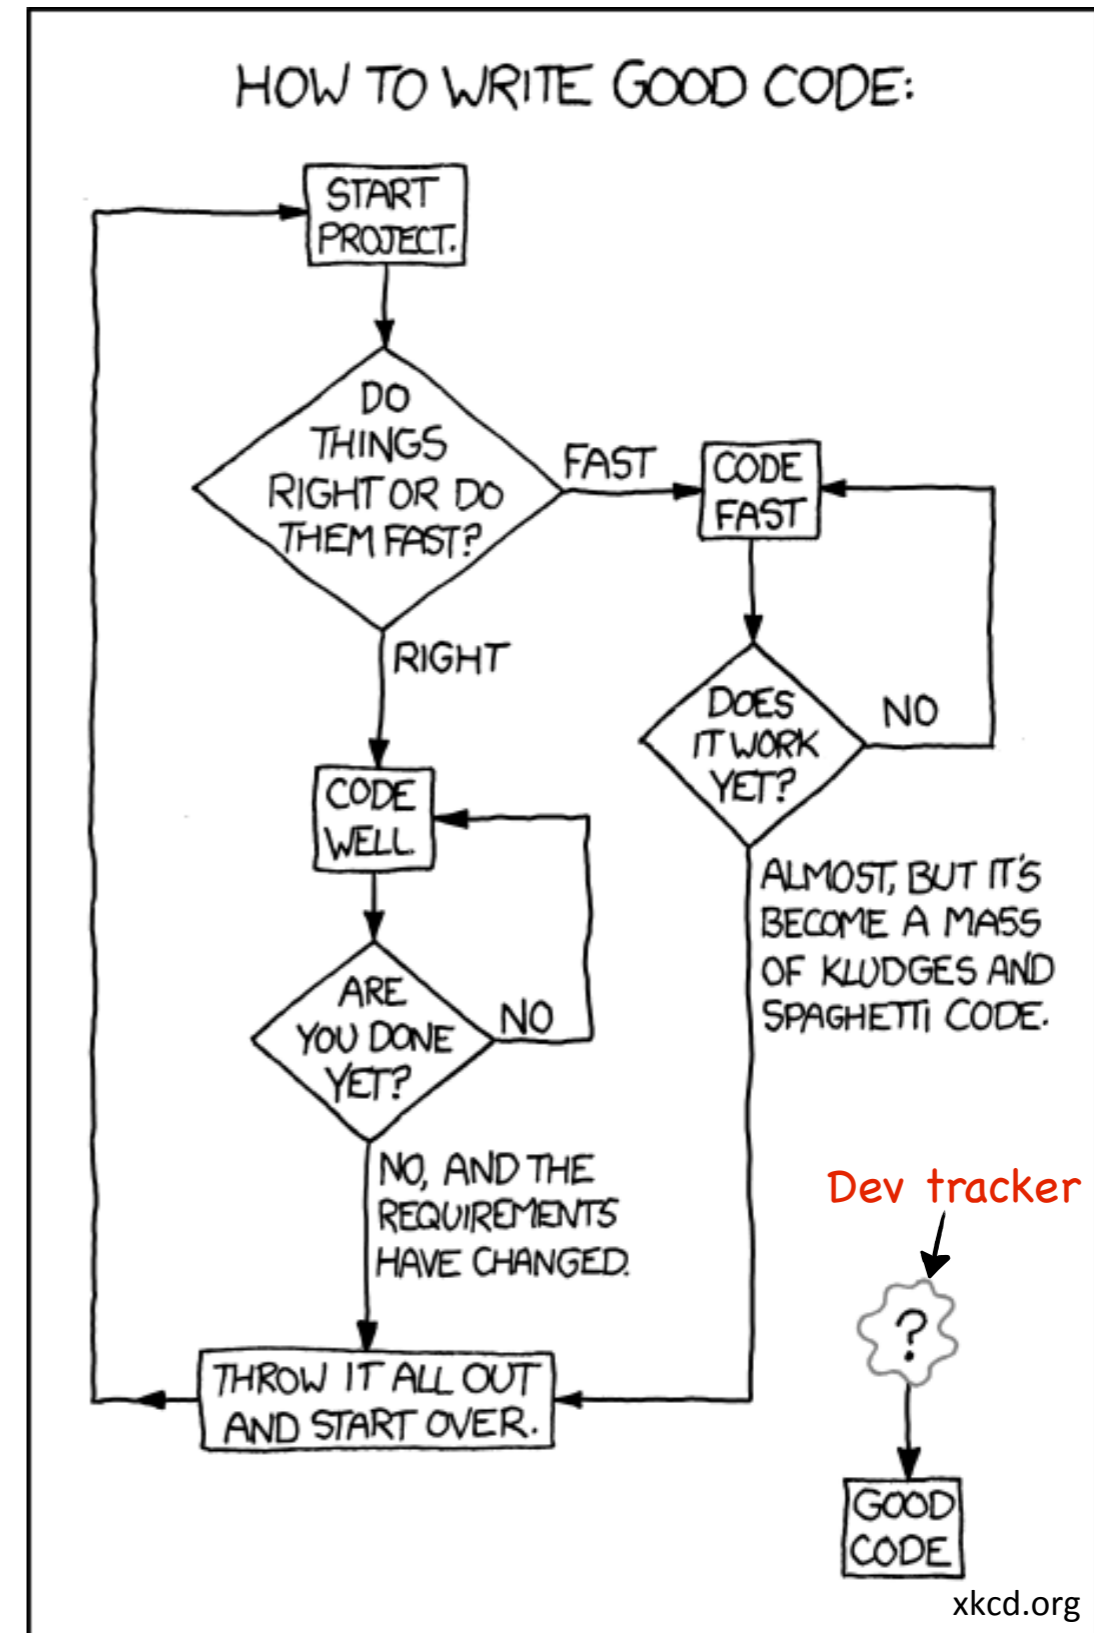 HOW TO WRITE GOOD CODE:
START
PROJECT.
DO
THINGS
RIGHT OR DO
THEM FAST?
FAST
CODE
FAST
RIGHT
DOES
IT WORK
YET?
NO
CODE
WELL.
ALMOST, BUT IT'S
BECOME A MASS
OF KLUDGES AND
SPAGHETTI CODE.
ARE
YOU DONE
YET?
NO
NO, AND THE
REQUIREMENTS
HAVE CHANGED.
Dev tracker
?
THROW IT ALL OUT
AND START OVER.
GOOD
CODE
xkcd.org